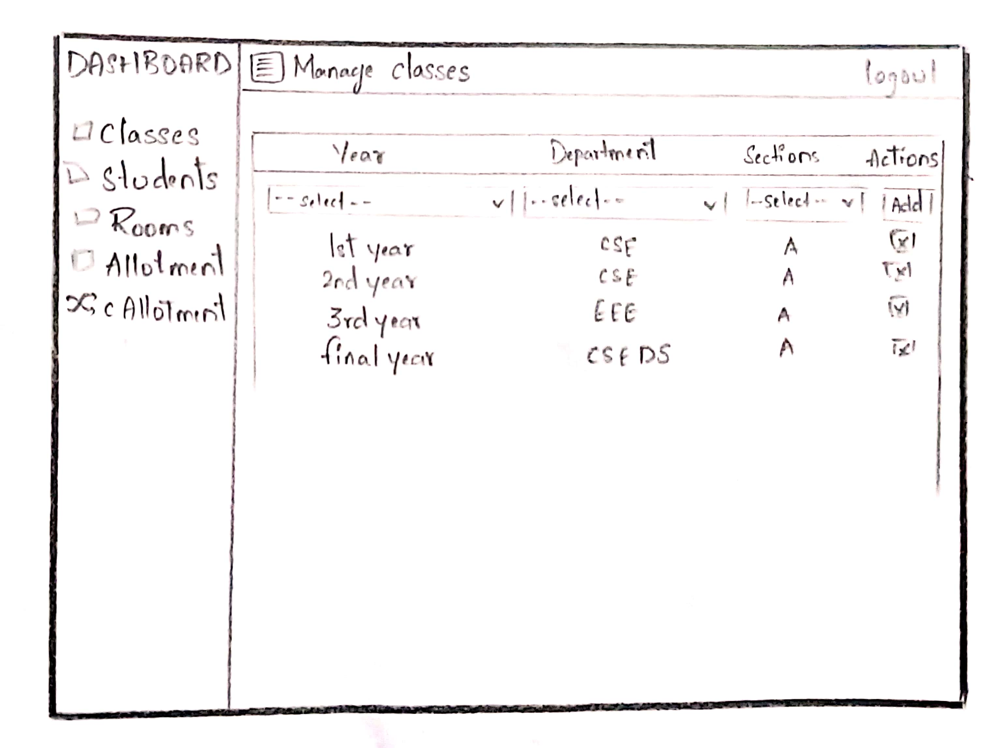 DASHBOARD
Classes
Students
Rooms
Allotment
c Allotment
Manage classes
logout
Year Department Sections Actions
--select-- --select-- --select-- Add
1st year CSE A x
2nd year CSE A x
3rd year EEE A x
final year CSE DS A x